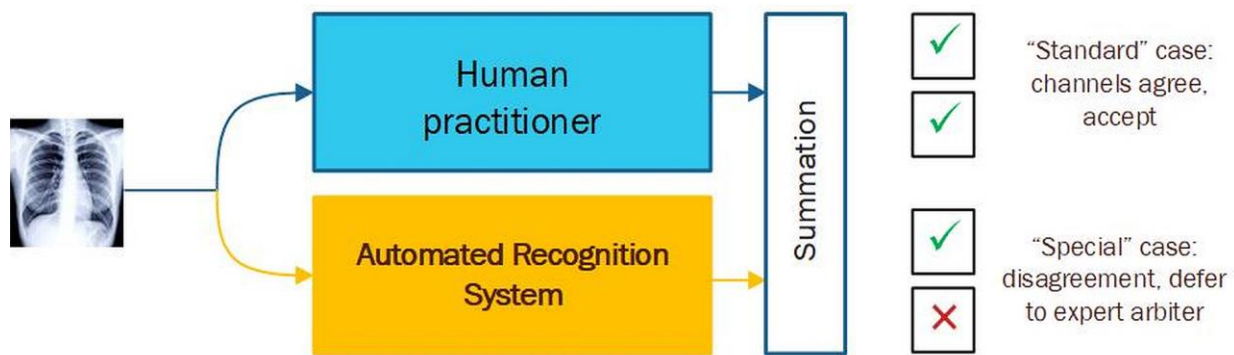 Human
practitioner
Automated Recognition
System
Summation
“Standard” case:
channels agree,
accept
“Special” case:
disagreement, defer
to expert arbiter